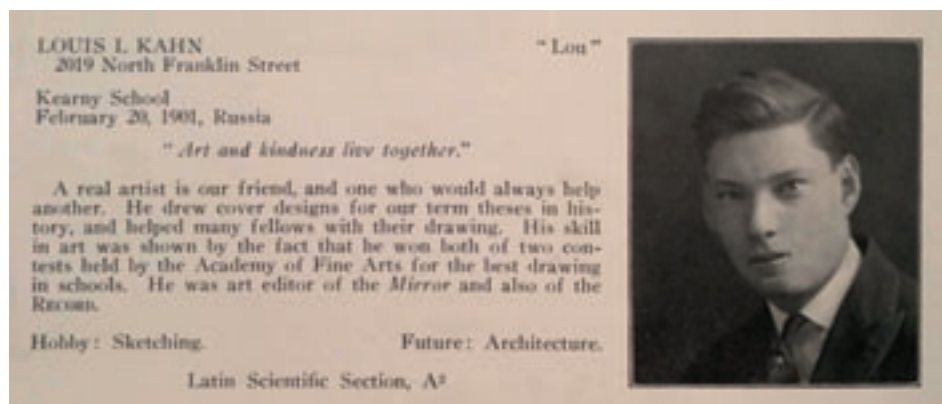 LOUIS I. KAHN "Lou"
2019 North Franklin Street
Kearny School
February 20, 1901, Russia
"Art and kindness live together."
A real artist is our friend, and one who would always help
another. He drew cover designs for our term theses in his-
tory, and helped many fellows with their drawing. His skill
in art was shown by the fact that he won both of two con-
tests held by the Academy of Fine Arts for the best drawing
in schools. He was art editor of the Mirror and also of the
RECORD.
Hobby: Sketching. Future: Architecture.
Latin Scientific Section, A²